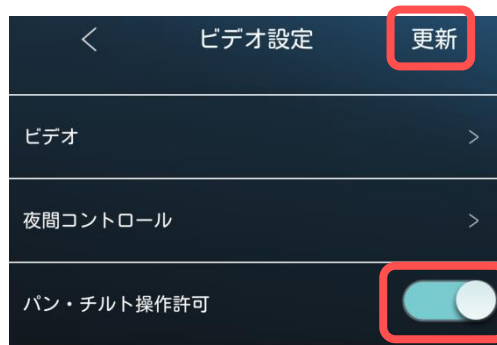 ビデオ設定 更新
ビデオ
夜間コントロール
パン・チルト操作許可